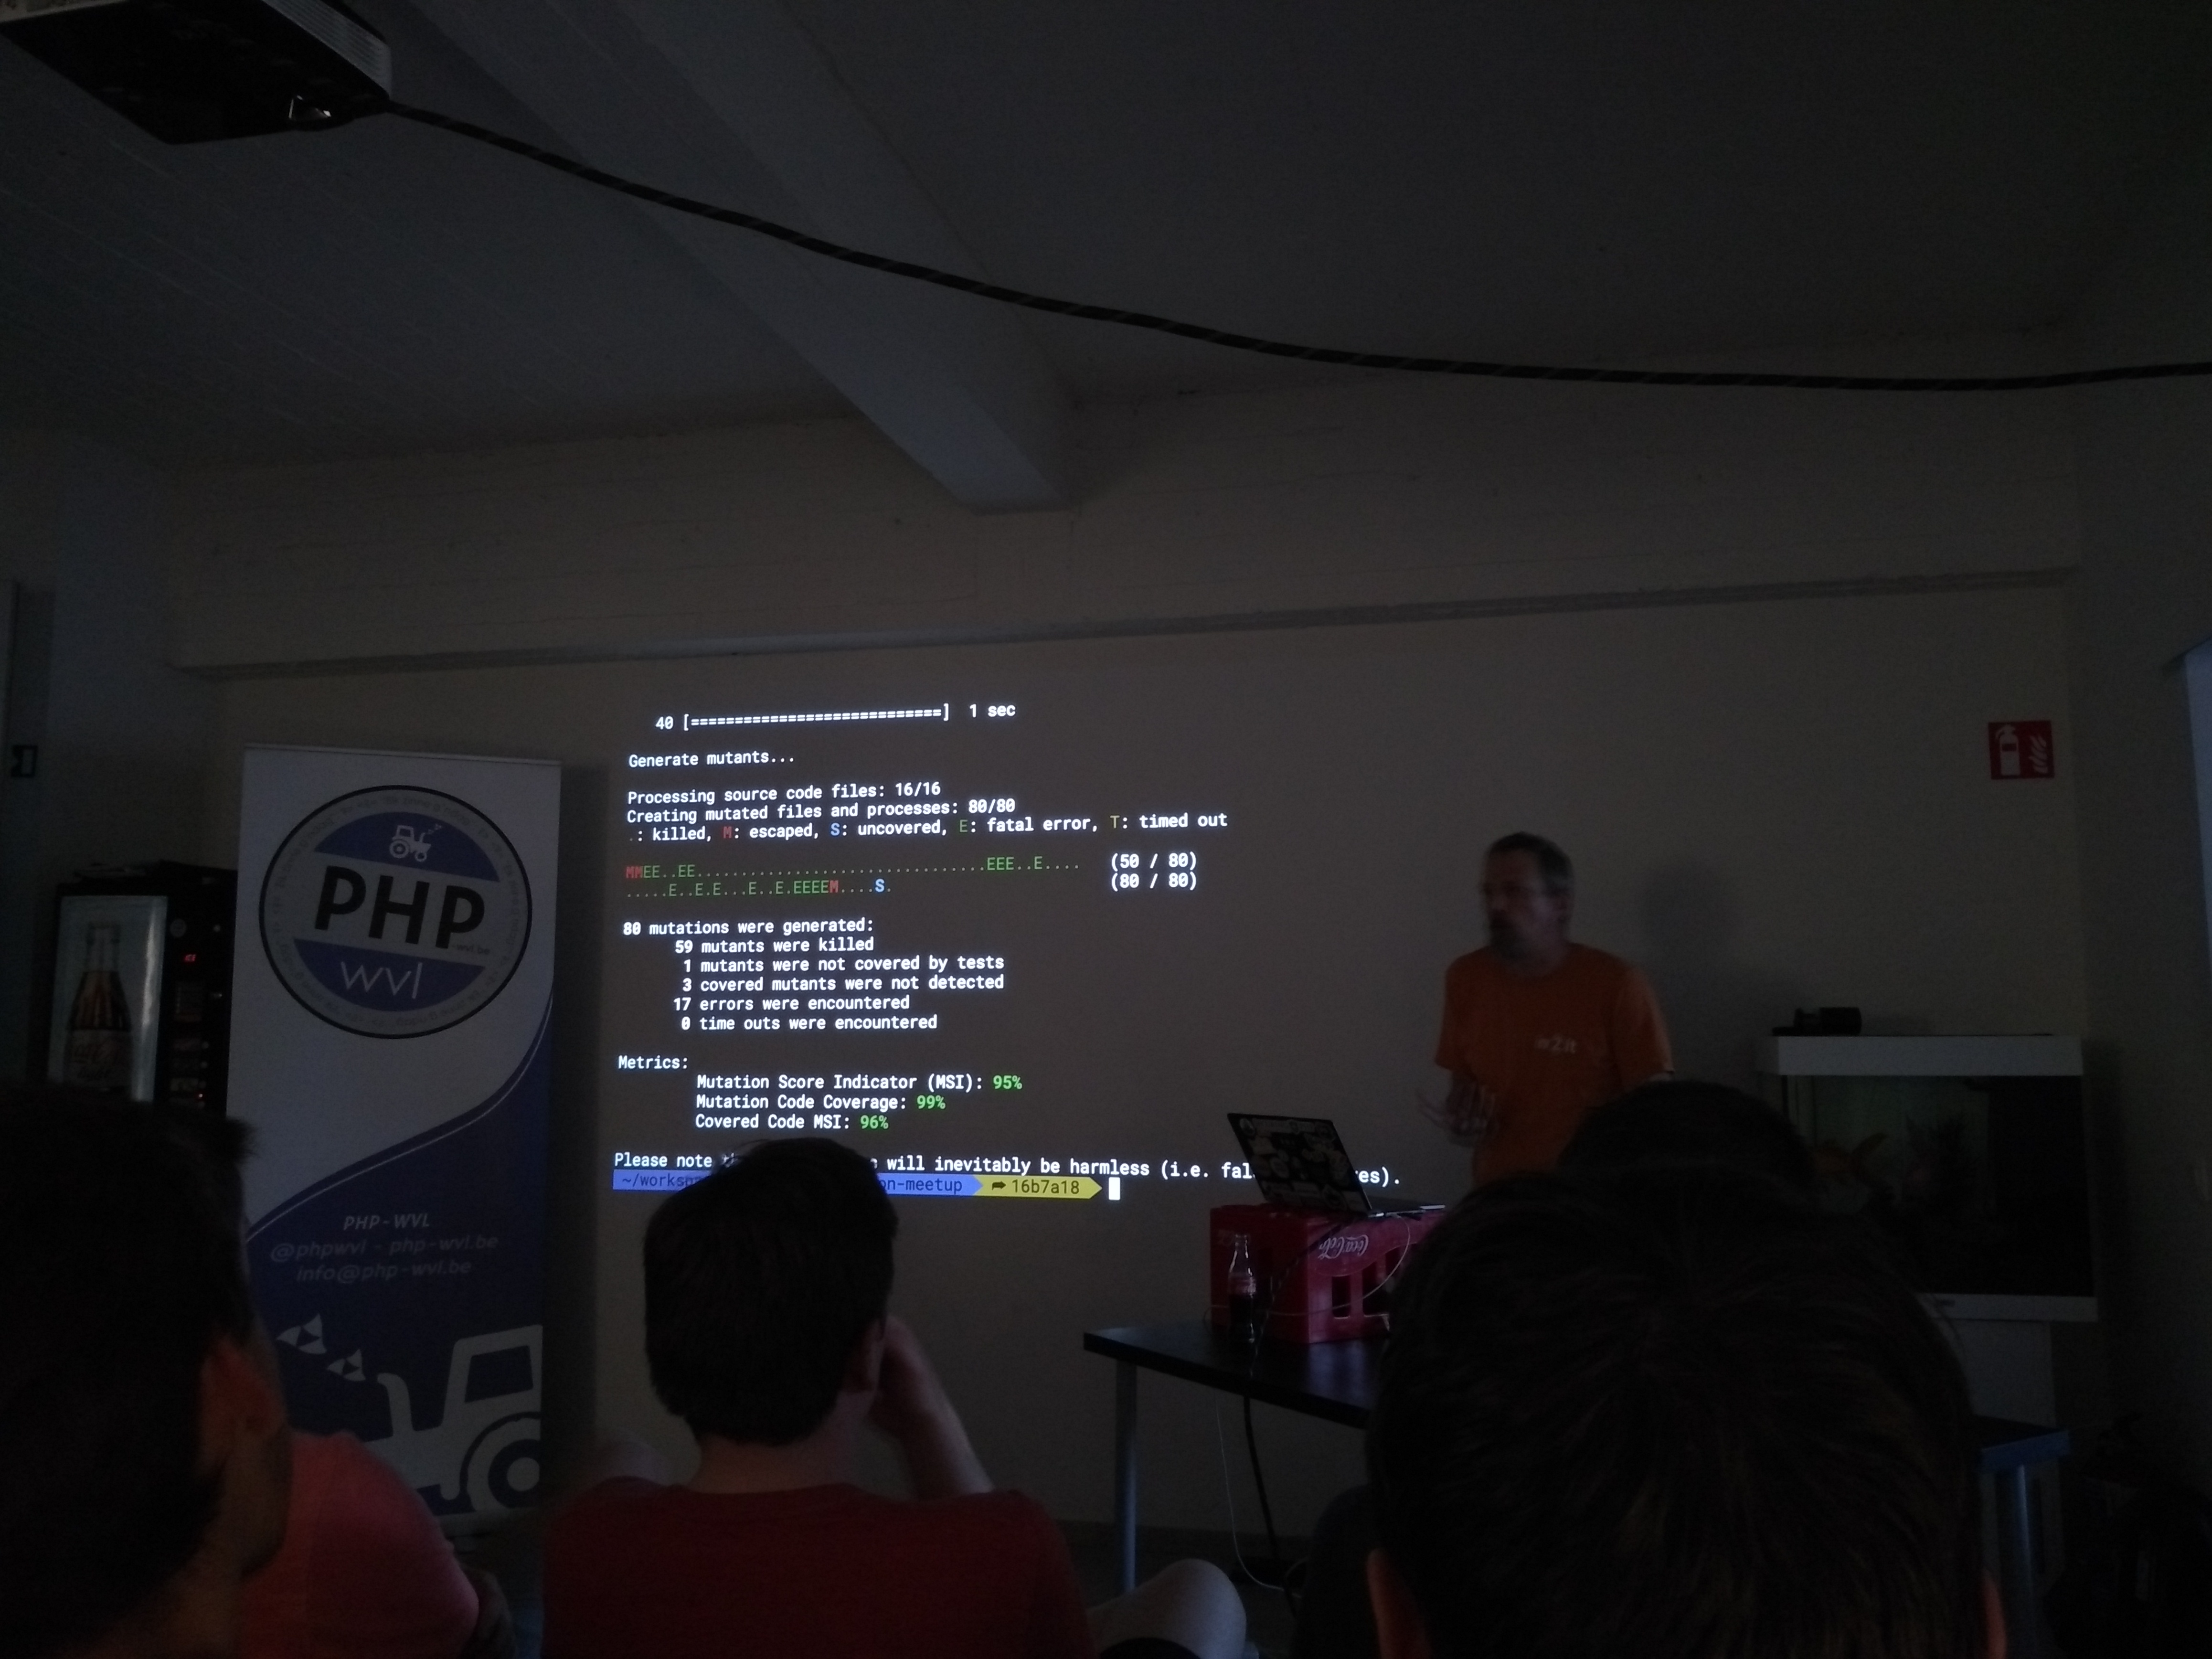 40 [============================] 1 sec
Generate mutants...
Processing source code files: 16/16
Creating mutated files and processes: 80/80
.: killed, M: escaped, S: uncovered, E: fatal error, T: timed out
MMEE..EE.................................EEE..E.... (50 / 80)
.....E..E.E...E..E.EEEEM....S. (80 / 80)
80 mutations were generated:
59 mutants were killed
1 mutants were not covered by tests
3 covered mutants were not detected
17 errors were encountered
0 time outs were encountered
Metrics:
Mutation Score Indicator (MSI): 95%
Mutation Code Coverage: 99%
Covered Code MSI: 96%
Please note will inevitably be harmless (i.e.
~/worksp on-meetup 16b7a18
PHP
-wvl.be
wvl
PHP-WVL
@phpwvl - php-wvl.be
info@php-wvl.be
Coca-Cola